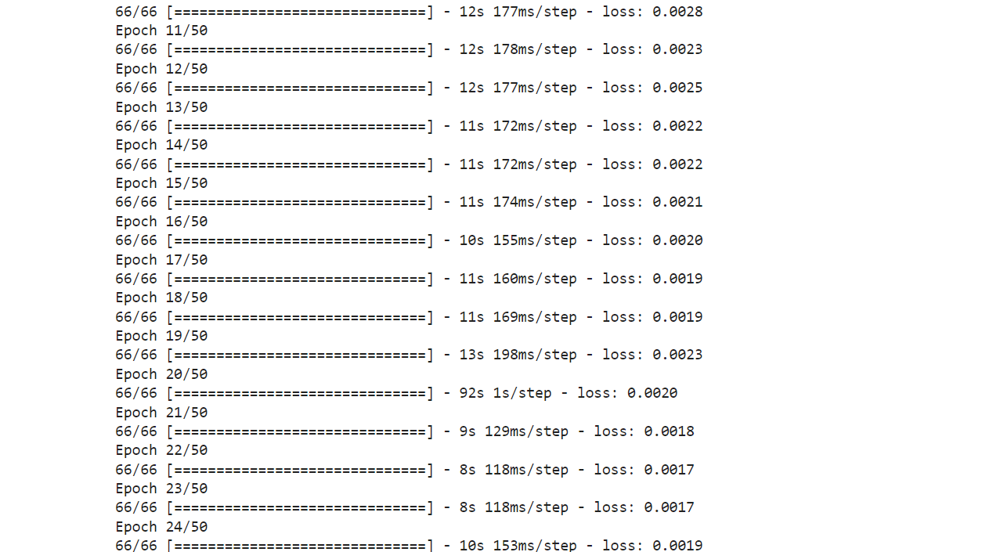 66/66 [==============================] - 12s 177ms/step - loss: 0.0028
Epoch 11/50
66/66 [==============================] - 12s 178ms/step - loss: 0.0023
Epoch 12/50
66/66 [==============================] - 12s 177ms/step - loss: 0.0025
Epoch 13/50
66/66 [==============================] - 11s 172ms/step - loss: 0.0022
Epoch 14/50
66/66 [==============================] - 11s 172ms/step - loss: 0.0022
Epoch 15/50
66/66 [==============================] - 11s 174ms/step - loss: 0.0021
Epoch 16/50
66/66 [==============================] - 10s 155ms/step - loss: 0.0020
Epoch 17/50
66/66 [==============================] - 11s 160ms/step - loss: 0.0019
Epoch 18/50
66/66 [==============================] - 11s 169ms/step - loss: 0.0019
Epoch 19/50
66/66 [==============================] - 13s 198ms/step - loss: 0.0023
Epoch 20/50
66/66 [==============================] - 92s 1s/step - loss: 0.0020
Epoch 21/50
66/66 [==============================] - 9s 129ms/step - loss: 0.0018
Epoch 22/50
66/66 [==============================] - 8s 118ms/step - loss: 0.0017
Epoch 23/50
66/66 [==============================] - 8s 118ms/step - loss: 0.0017
Epoch 24/50
66/66 [==============================] - 10s 153ms/step - loss: 0.0019